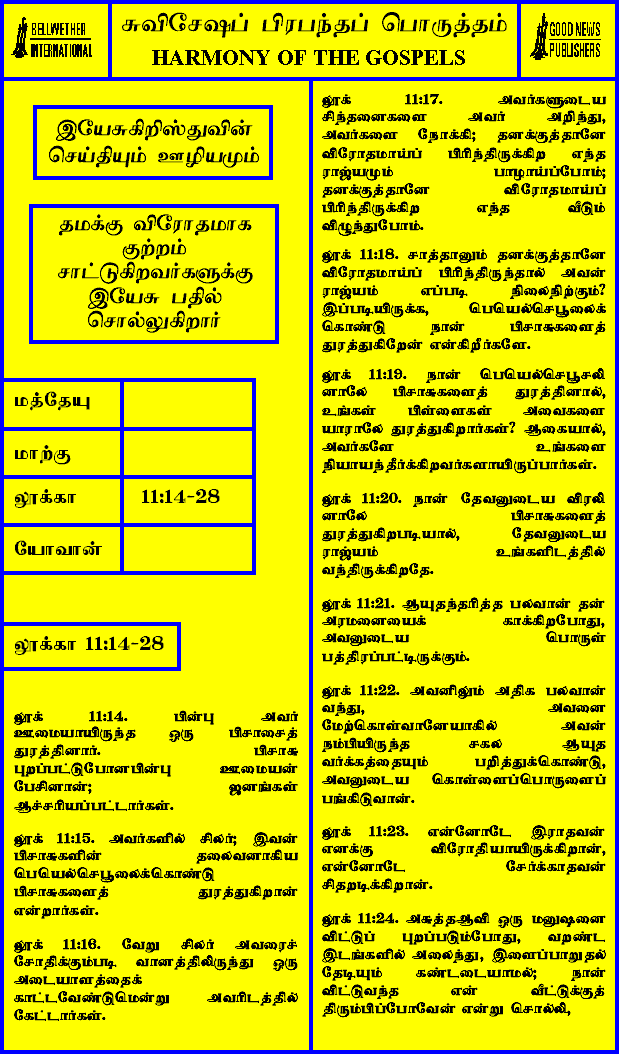 BELLWETHER
INTERNATIONAL
சுவிசேஷப் பிரபந்தப் பொருத்தம்
HARMONY OF THE GOSPELS
GOOD NEWS
PUBLISHERS
இயேசுகிறிஸ்துவின்
செய்தியும் ஊழியமும்
தமக்கு விரோதமாக
குற்றம்
சாட்டுகிறவர்களுக்கு
இயேசு பதில்
சொல்லுகிறார்
மத்தேயு
மாற்கு
லூக்கா 11:14-28
யோவான்
லூக்கா 11:14-28
லூக் 11:14. பின்பு அவர்
ஊமையாயிருந்த ஒரு பிசாசைத்
துரத்தினார். பிசாசு
புறப்பட்டுபோனபின்பு ஊமையன்
பேசினான்; ஜனங்கள்
ஆச்சரியப்பட்டார்கள்.
லூக் 11:15. அவர்களில் சிலர்; இவன்
பிசாசுகளின் தலைவனாகிய
பெயெல்செபூலைக்கொண்டு
பிசாசுகளைத் துரத்துகிறான்
என்றார்கள்.
லூக் 11:16. வேறு சிலர் அவரைச்
சோதிக்கும்படி வானத்திலிருந்து ஒரு
அடையாளத்தைக்
காட்டவேண்டுமென்று அவரிடத்தில்
கேட்டார்கள்.
லூக் 11:17. அவர்களுடைய
சிந்தனைகளை அவர் அறிந்து,
அவர்களை நோக்கி; தனக்குத்தானே
விரோதமாய்ப் பிரிந்திருக்கிற எந்த
ராஜ்யமும் பாழாய்ப்போம்;
தனக்குத்தானே விரோதமாய்ப்
பிரிந்திருக்கிற எந்த வீடும்
விழுந்துபோம்.
லூக் 11:18. சாத்தானும் தனக்குத்தானே
விரோதமாய்ப் பிரிந்திருந்தால் அவன்
ராஜ்யம் எப்படி நிலைநிற்கும்?
இப்படியிருக்க, பெயெல்செபூலைக்
கொண்டு நான் பிசாசுகளைத்
துரத்துகிறேன் என்கிறீர்களே.
லூக் 11:19. நான் பெயெல்செபூசலி
னாலே பிசாசுகளைத் துரத்தினால்,
உங்கள் பிள்ளைகள் அவைகளை
யாராலே துரத்துகிறார்கள்? ஆகையால்,
அவர்களே உங்களை
நியாயந்தீர்க்கிறவர்களாயிருப்பார்கள்.
லூக் 11:20. நான் தேவனுடைய விரலி
னாலே பிசாசுகளைத்
துரத்துகிறபடியால், தேவனுடைய
ராஜ்யம் உங்களிடத்தில்
வந்திருக்கிறதே.
லூக் 11:21. ஆயுதந்தரித்த பலவான் தன்
அரமனையைக் காக்கிறபோது,
அவனுடைய பொருள்
பத்திரப்பட்டிருக்கும்.
லூக் 11:22. அவனிலும் அதிக பலவான்
வந்து, அவனை
மேற்கொள்வானேயாகில் அவன்
நம்பியிருந்த சகல ஆயுத
வர்க்கத்தையும் பறித்துக்கொண்டு,
அவனுடைய கொள்ளைப்பொருளைப்
பங்கிடுவான்.
லூக் 11:23. என்னோடே இராதவன்
எனக்கு விரோதியாயிருக்கிறான்,
என்னோடே சேர்க்காதவன்
சிதறடிக்கிறான்.
லூக் 11:24. அசுத்தஆவி ஒரு மனுஷனை
விட்டுப் புறப்படும்போது, வறண்ட
இடங்களில் அலைந்து, இளைப்பாறுதல்
தேடியும் கண்டடையாமல்; நான்
விட்டுவந்த என் வீட்டுக்குத்
திரும்பிப்போவேன் என்று சொல்லி,